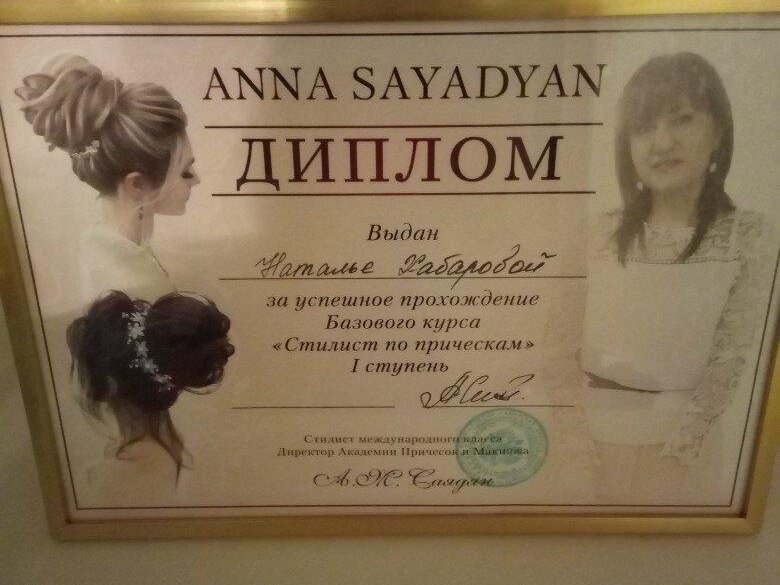 ANNA SAYADYAN
ДИПЛОМ
Выдан
Наталье Хабаровой
за успешное прохождение
Базового курса
«Стилист по прическам»
I ступень
Стилист международного класса
Директор Академии Причесок и Макияжа
А.Ж. Саядян